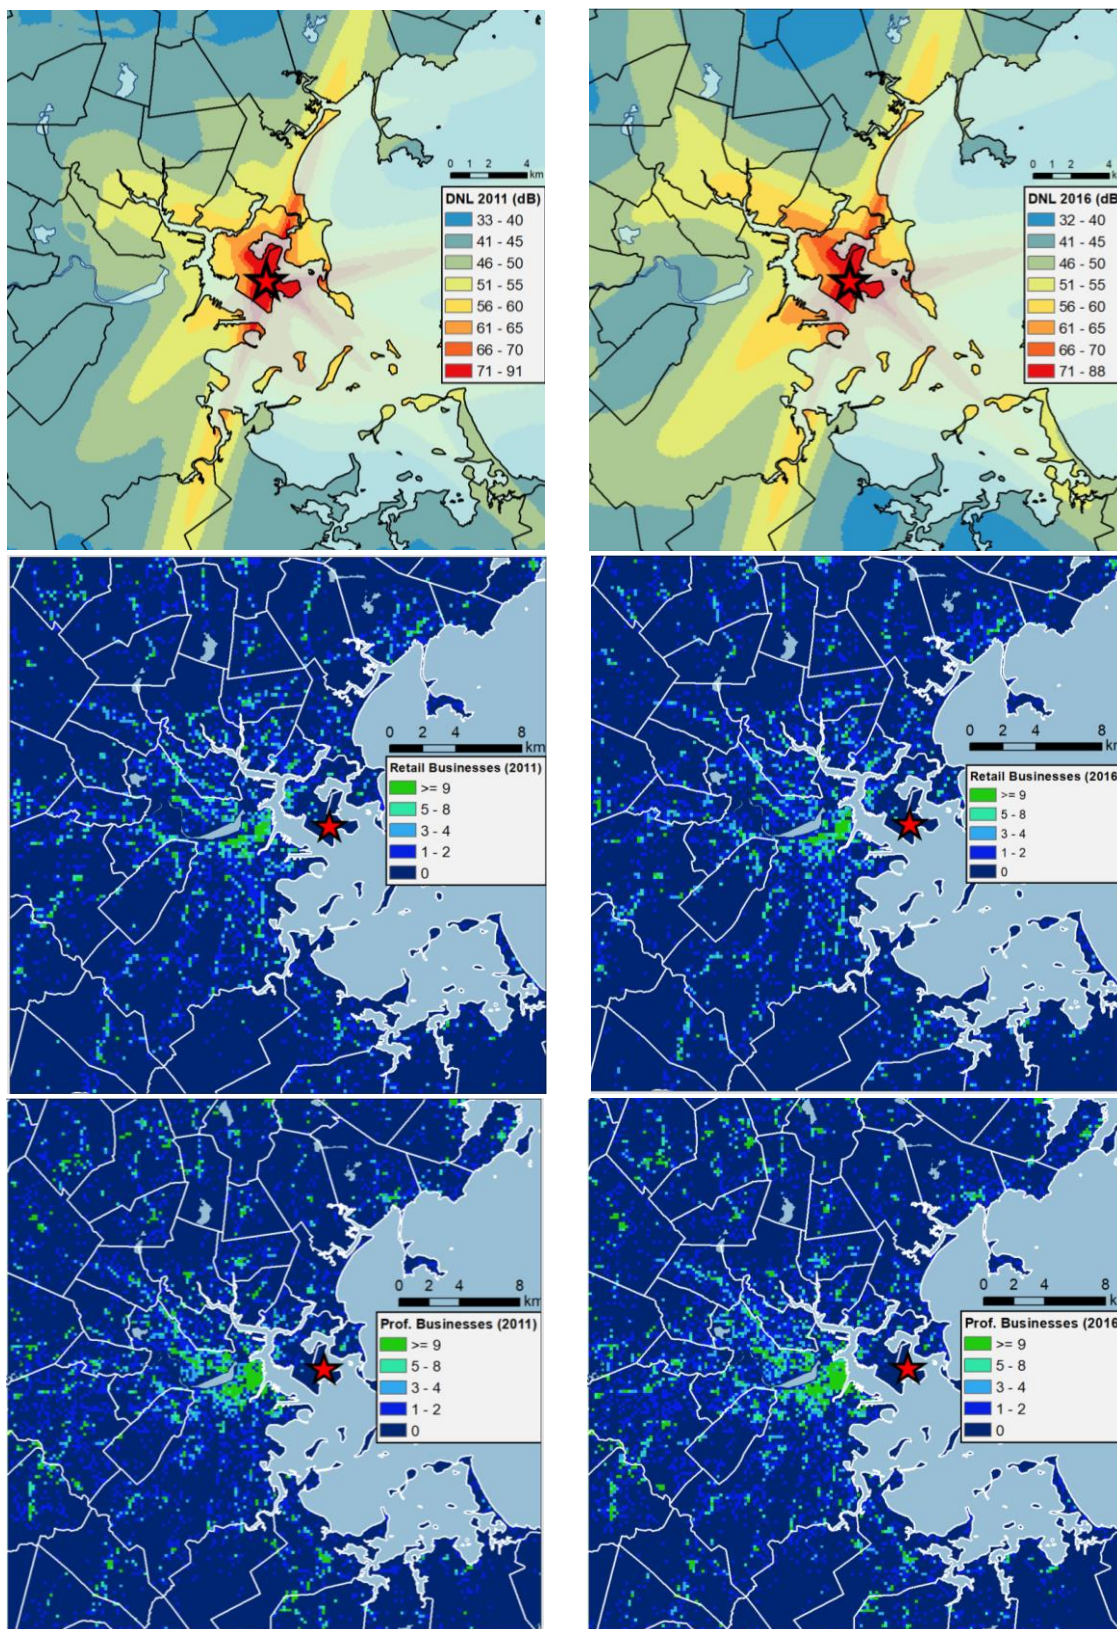 0 1 2 4
km
DNL 2011 (dB)
33 - 40
41 - 45
46 - 50
51 - 55
56 - 60
61 - 65
66 - 70
71 - 91
0 1 2 4
km
DNL 2016 (dB)
32 - 40
41 - 45
46 - 50
51 - 55
56 - 60
61 - 65
66 - 70
71 - 88
0 2 4 8
km
Retail Businesses (2011)
>= 9
5 - 8
3 - 4
1 - 2
0
0 2 4 8
km
Retail Businesses (2016
>= 9
5 - 8
3 - 4
1 - 2
0
0 2 4 8
km
Prof. Businesses (2011)
>= 9
5 - 8
3 - 4
1 - 2
0
0 2 4 8
k
Prof. Businesses (2016
>= 9
5 - 8
3 - 4
1 - 2
0